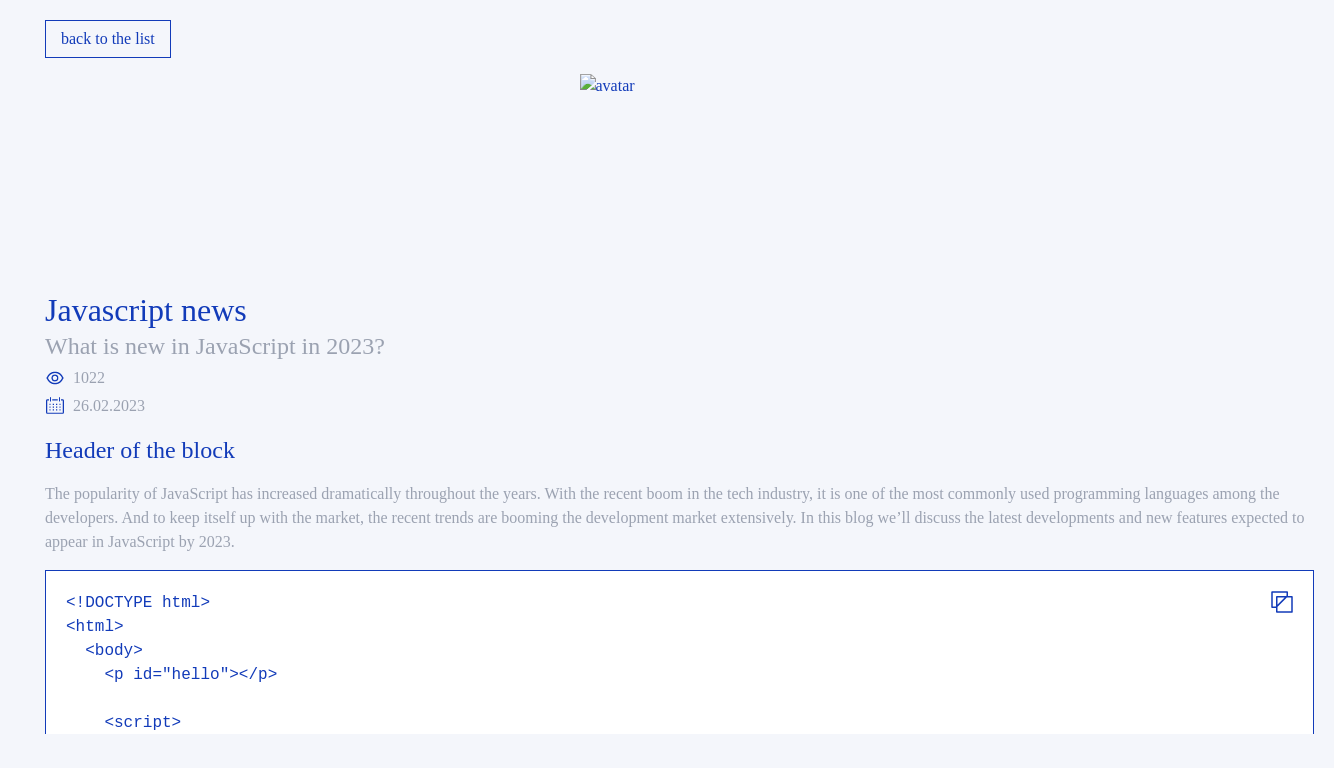 back to the list
avatar
Javascript news
What is new in JavaScript in 2023?
1022
26.02.2023
Header of the block
The popularity of JavaScript has increased dramatically throughout the years. With the recent boom in the tech industry, it is one of the most commonly used programming languages among the
developers. And to keep itself up with the market, the recent trends are booming the development market extensively. In this blog we’ll discuss the latest developments and new features expected to
appear in JavaScript by 2023.
<!DOCTYPE html>
<html>
  <body>
    <p id="hello"></p>
    <script>